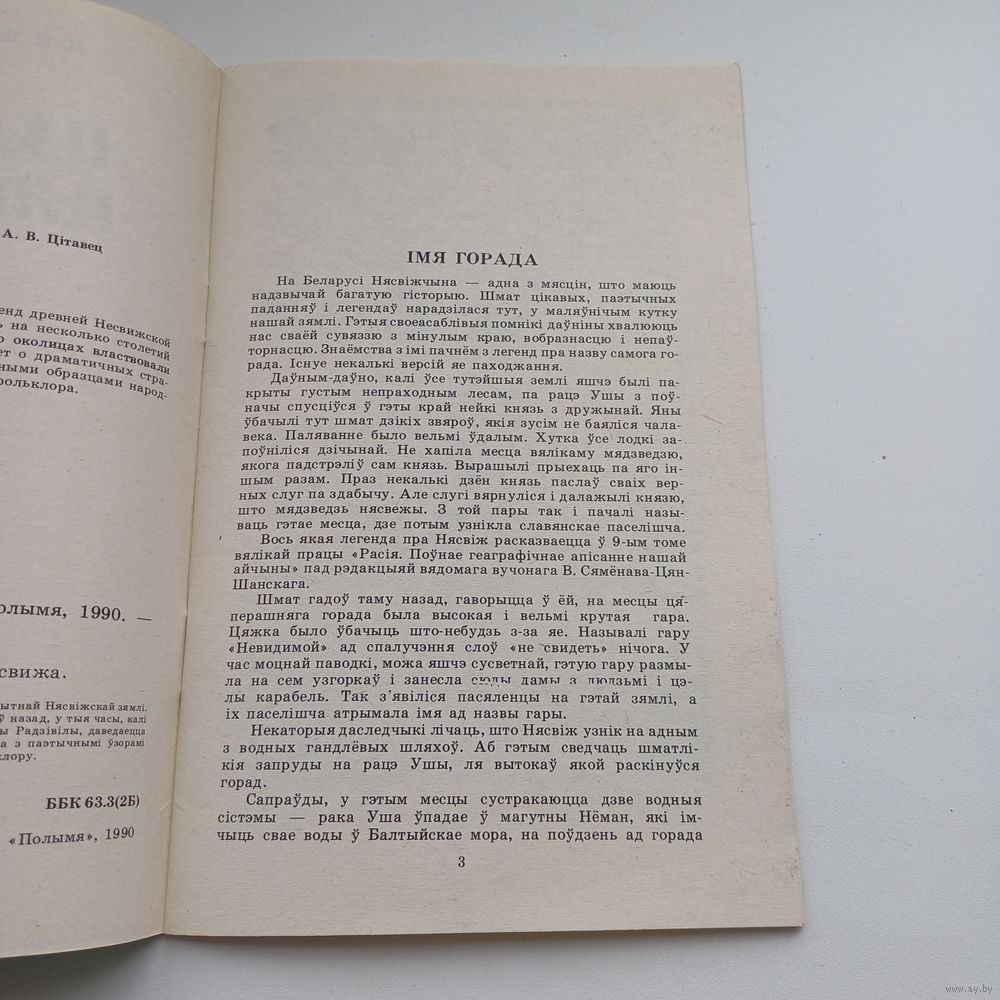 А. В. Цітавец
енд древней Несвижской
на несколько столетий
о околицах властвовали
ет о драматичных стра-
ными образцами народ-
фольклора.
олымя, 1990. —
свижа.
ытнай Нясвіжскай зямлі.
ў назад, у тыя часы, калі
ы Радзівілы, даведаецца
а з паэтычнымі ўзорамі
клору.
ББК 63.3(2Б)
«Полымя», 1990
ІМЯ ГОРАДА
На Беларусі Нясвіжчына — адна з мясцін, што маюць
надзвычай багатую гісторыю. Шмат цікавых, паэтычных
паданняў і легендаў нарадзілася тут, у маляўнічым кутку
нашай зямлі. Гэтыя своеасаблівыя помнікі даўніны хвалююць
нас сваёй сувяззю з мінулым краю, вобразнасцю і непаў-
торнасцю. Знаёмства з імі пачнём з легенд пра назву самога го-
рада. Існуе некалькі версій яе паходжання.
Даўным-даўно, калі ўсе тутэйшыя землі яшчэ былі па-
крыты густым непраходным лесам, па рацэ Ушы з поў-
начы спусціўся ў гэты край нейкі князь з дружынай. Яны
ўбачылі тут шмат дзікіх звяроў, якія зусім не баяліся чала-
века. Паляванне было вельмі ўдалым. Хутка ўсе лодкі за-
поўніліся дзічынай. Не хапіла месца вялікаму мядзведзю,
якога падстрэліў сам князь. Вырашылі прыехаць па яго ін-
шым разам. Праз некалькі дзён князь паслаў сваіх вер-
ных слуг па здабычу. Але слугі вярнуліся і далажылі князю,
што мядзведзь нясвежы. З той пары так і пачалі назы-
ваць гэтае месца, дзе потым узнікла славянскае паселішча.
Вось якая легенда пра Нясвіж расказваецца ў 9-ым томе
вялікай працы «Расія. Поўнае геаграфічнае апісанне нашай
айчыны» пад рэдакцыяй вядомага вучонага В. Сямёнава-Цян-
Шанскага.
Шмат гадоў таму назад, гаворыцца ў ёй, на месцы ця-
перашняга горада была высокая і вельмі крутая гара.
Цяжка было ўбачыць што-небудзь з-за яе. Называлі гару
«Невидимой» ад спалучэння слоў «не свидеть» нічога. У
час моцнай паводкі, можа яшчэ сусветнай, гэтую гару размы-
ла на сем узгоркаў і занесла сюды дамы з людзьмі і цэ-
лы карабель. Так з'явіліся пасяленцы на гэтай зямлі, а
іх паселішча атрымала імя ад назвы гары.
Некаторыя даследчыкі лічаць, што Нясвіж узнік на адным
з водных гандлёвых шляхоў. Аб гэтым сведчаць шматлі-
кія запруды на рацэ Ушы, ля вытокаў якой раскінуўся
горад.
Сапраўды, у гэтым месцы сустракаюцца дзве водныя
сістэмы — рака Уша ўпадае ў магутны Нёман, які ім-
чыць свае воды ў Балтыйскае мора, на поўдзень ад горада
3
www.ay.by